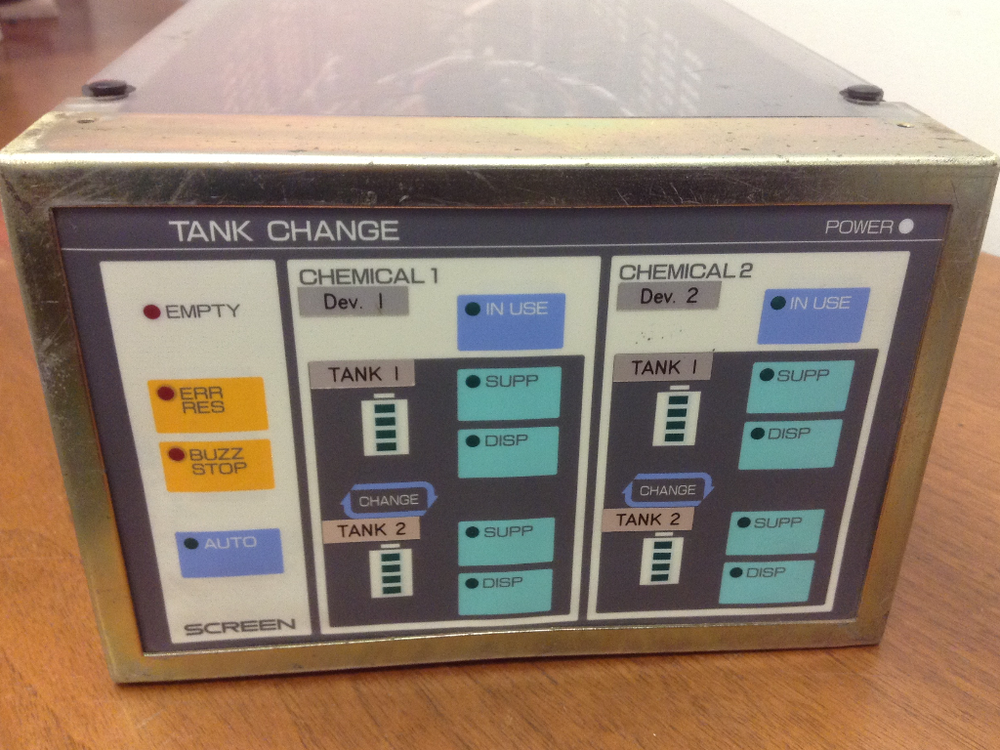 TANK CHANGE
POWER
EMPTY
ERR
RES
BUZZ
STOP
AUTO
SCREEN
CHEMICAL 1
Dev. 1
IN USE
TANK 1
SUPP
DISP
CHANGE
TANK 2
SUPP
DISP
CHEMICAL 2
Dev. 2
IN USE
TANK 1
SUPP
DISP
CHANGE
TANK 2
SUPP
DISP